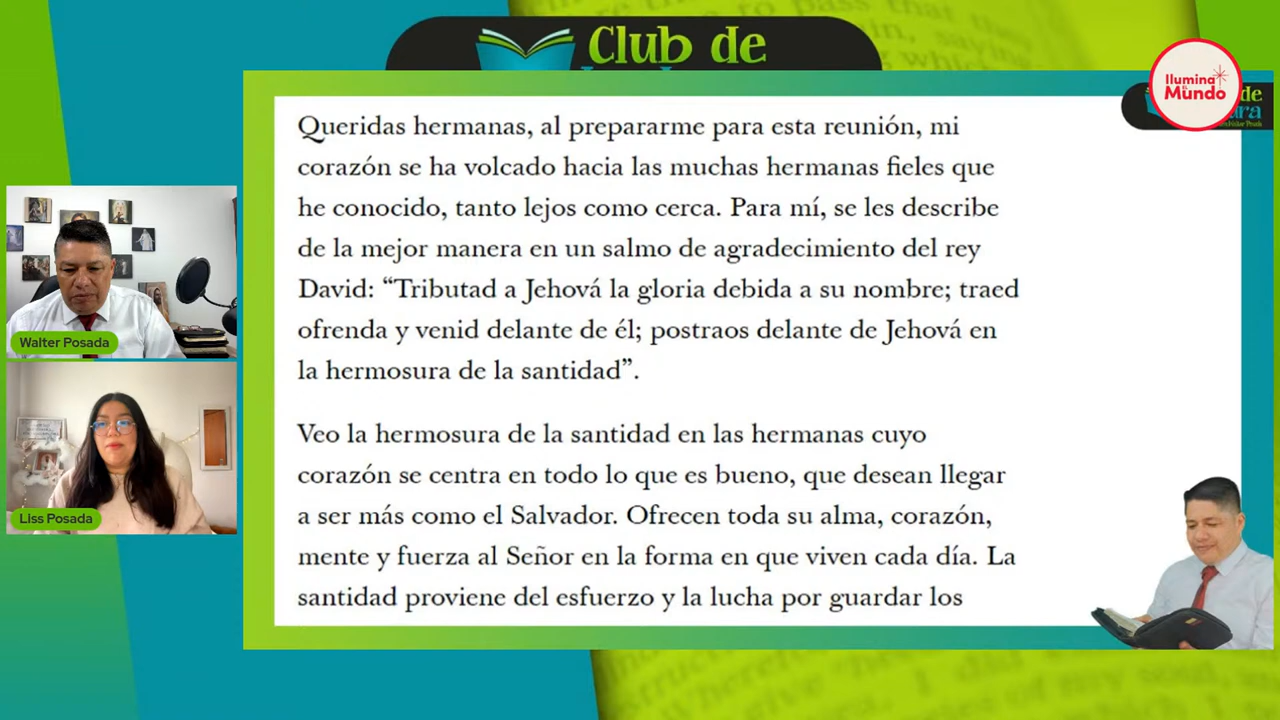 Club de
Ilumina
EL
Mundo
de
ura
Queridas hermanas, al prepararme para esta reunión, mi
corazón se ha volcado hacia las muchas hermanas fieles que
he conocido, tanto lejos como cerca. Para mí, se les describe
de la mejor manera en un salmo de agradecimiento del rey
David: “Tributad a Jehová la gloria debida a su nombre; traed
ofrenda y venid delante de él; postraos delante de Jehová en
la hermosura de la santidad”.
Veo la hermosura de la santidad en las hermanas cuyo
corazón se centra en todo lo que es bueno, que desean llegar
a ser más como el Salvador. Ofrecen toda su alma, corazón,
mente y fuerza al Señor en la forma en que viven cada día. La
santidad proviene del esfuerzo y la lucha por guardar los
Walter Posada
Liss Posada